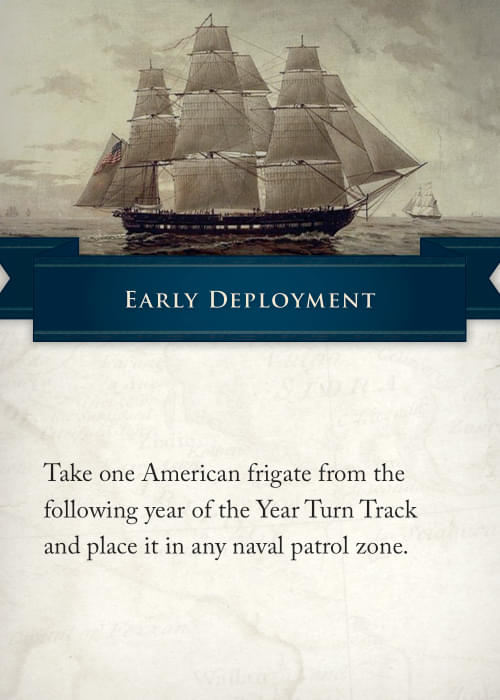 Early Deployment
Take one American frigate from the
following year of the Year Turn Track
and place it in any naval patrol zone.